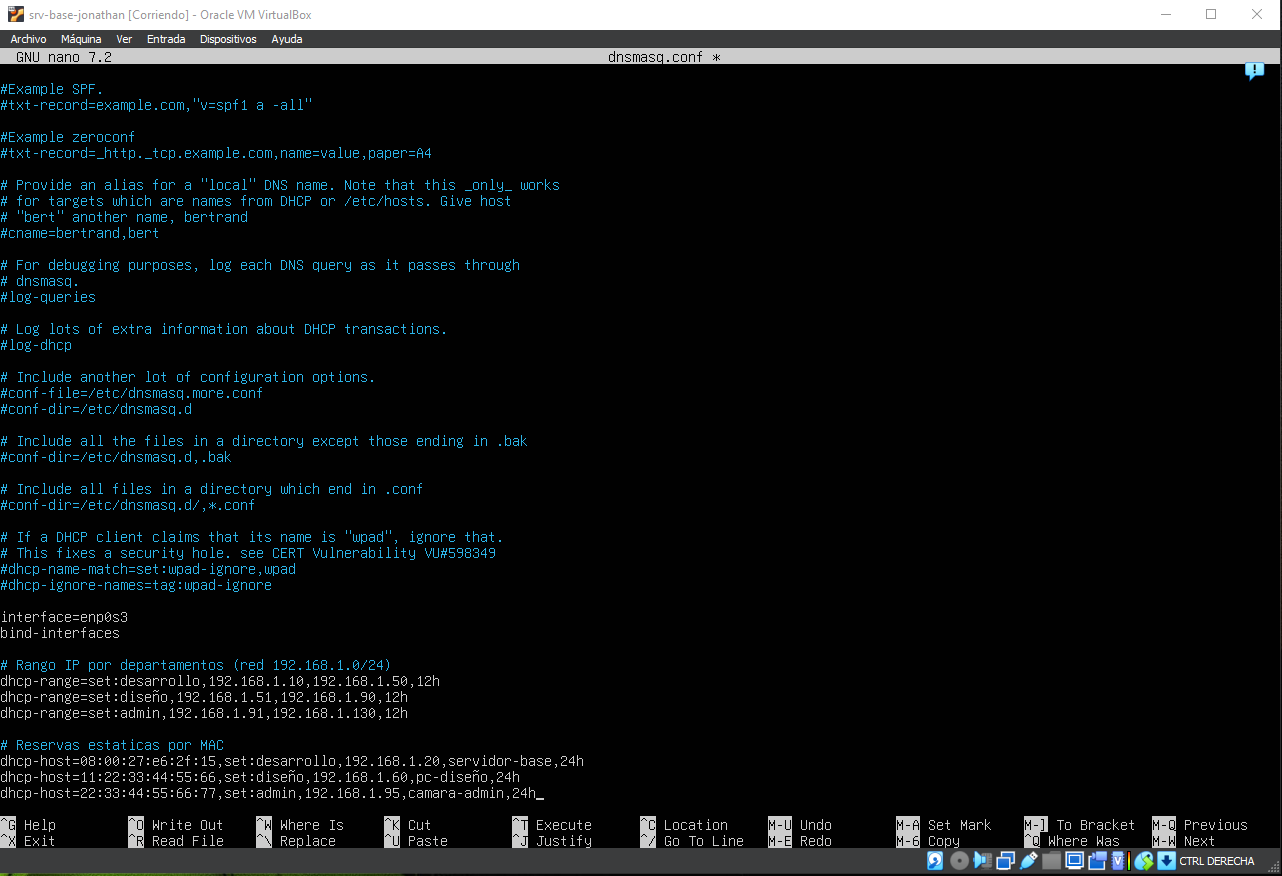 srv-base-jonathan [Corriendo] - Oracle VM VirtualBox
Archivo Máquina Ver Entrada Dispositivos Ayuda
GNU nano 7.2 dnsmasq.conf *
#Example SPF.
#txt-record=example.com,"v=spf1 a -all"
#Example zeroconf
#txt-record=_http._tcp.example.com,name=value,paper=A4
# Provide an alias for a "local" DNS name. Note that this _only_ works
# for targets which are names from DHCP or /etc/hosts. Give host
# "bert" another name, bertrand
#cname=bertrand,bert
# For debugging purposes, log each DNS query as it passes through
# dnsmasq.
#log-queries
# Log lots of extra information about DHCP transactions.
#log-dhcp
# Include another lot of configuration options.
#conf-file=/etc/dnsmasq.more.conf
#conf-dir=/etc/dnsmasq.d
# Include all the files in a directory except those ending in .bak
#conf-dir=/etc/dnsmasq.d,.bak
# Include all files in a directory which end in .conf
#conf-dir=/etc/dnsmasq.d/,*.conf
# If a DHCP client claims that its name is "wpad", ignore that.
# This fixes a security hole. see CERT Vulnerability VU#598349
#dhcp-name-match=set:wpad-ignore,wpad
#dhcp-ignore-names=tag:wpad-ignore
interface=enp0s3
bind-interfaces
# Rango IP por departamentos (red 192.168.1.0/24)
dhcp-range=set:desarrollo,192.168.1.10,192.168.1.50,12h
dhcp-range=set:diseño,192.168.1.51,192.168.1.90,12h
dhcp-range=set:admin,192.168.1.91,192.168.1.130,12h
# Reservas estaticas por MAC
dhcp-host=08:00:27:e6:2f:15,set:desarrollo,192.168.1.20,servidor-base,24h
dhcp-host=11:22:33:44:55:66,set:diseño,192.168.1.60,pc-diseño,24h
dhcp-host=22:33:44:55:66:77,set:admin,192.168.1.95,camara-admin,24h_
^G Help ^O Write Out ^W Where Is ^K Cut ^T Execute ^C Location M-U Undo M-A Set Mark M-] To Bracket M-Q Previous
^X Exit ^R Read File ^\ Replace ^U Paste ^J Justify ^/ Go To Line M-E Redo M-6 Copy ^Q Where Was M-W Next
CTRL DERECHA